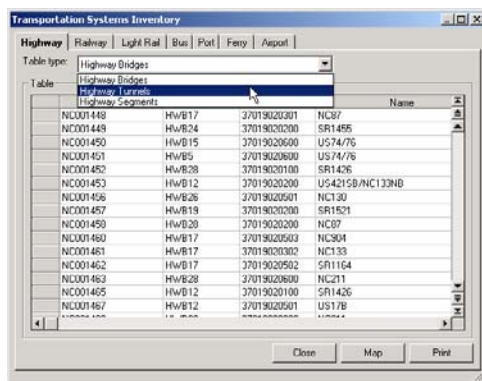 Transportation Systems Inventory
Highway Railway Light Rail Bus Port Ferry Airport
Table type: Highway Bridges
Highway Bridges
Table Highway Tunnels
Highway Segments Name
NC001448 HWB17 37019020301 NC87
NC001449 HWB24 37019020200 SR1455
NC001450 HWB15 37019020600 US74/76
NC001451 HWB5 37019020600 US74/76
NC001452 HWB28 37019020100 SR1426
NC001453 HWB12 37019020200 US421SB/NC133NB
NC001456 HWB26 37019020501 NC130
NC001457 HWB19 37019020200 SR1521
NC001458 HWB28 37019020200 NC87
NC001460 HWB17 37019020503 NC904
NC001461 HWB17 37019020302 NC133
NC001462 HWB17 37019020502 SR1164
NC001463 HWB28 37019020600 NC211
NC001465 HWB12 37019020100 SR1426
NC001467 HWB12 37019020501 US17B
Close Map Print